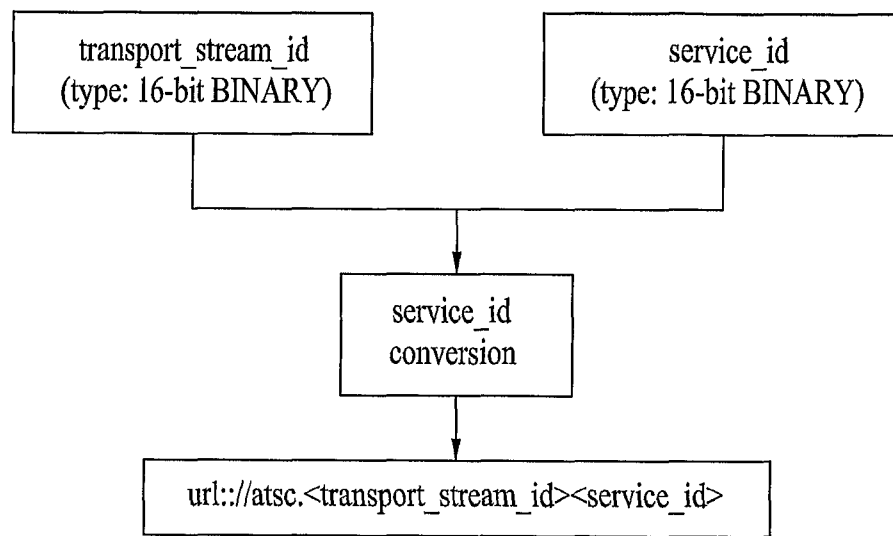 transport_stream_id
(type: 16-bit BINARY)
service_id
(type: 16-bit BINARY)
service_id
conversion
url:://atsc.<transport_stream_id><service_id>